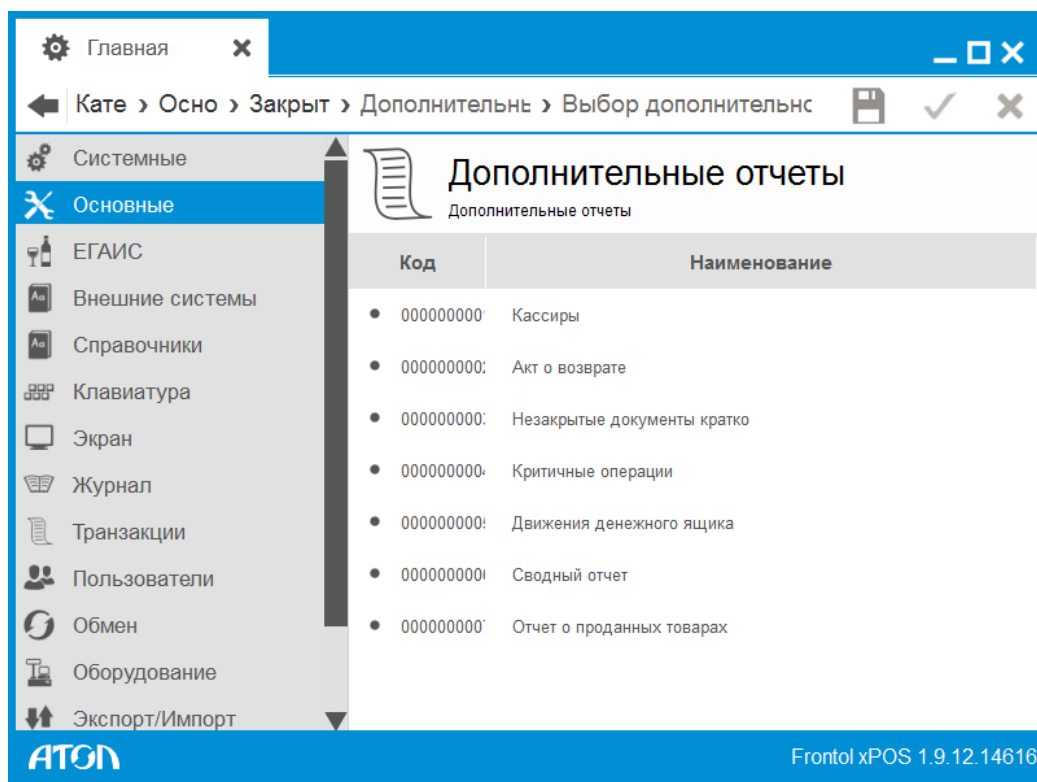 Главная
Кате › Осно › Закрыт › Дополнительнь › Выбор дополнительнс
Системные
Основные
ЕГАИС
Внешние системы
Справочники
Клавиатура
Экран
Журнал
Транзакции
Пользователи
Обмен
Оборудование
Экспорт/Импорт
Дополнительные отчеты
Дополнительные отчеты
Код Наименование
000000000 Кассиры
000000000 Акт о возврате
000000000 Незакрытые документы кратко
000000000 Критичные операции
000000000 Движения денежного ящика
000000000 Сводный отчет
000000000 Отчет о проданных товарах
АТОЛ
Frontol xPOS 1.9.12.14616